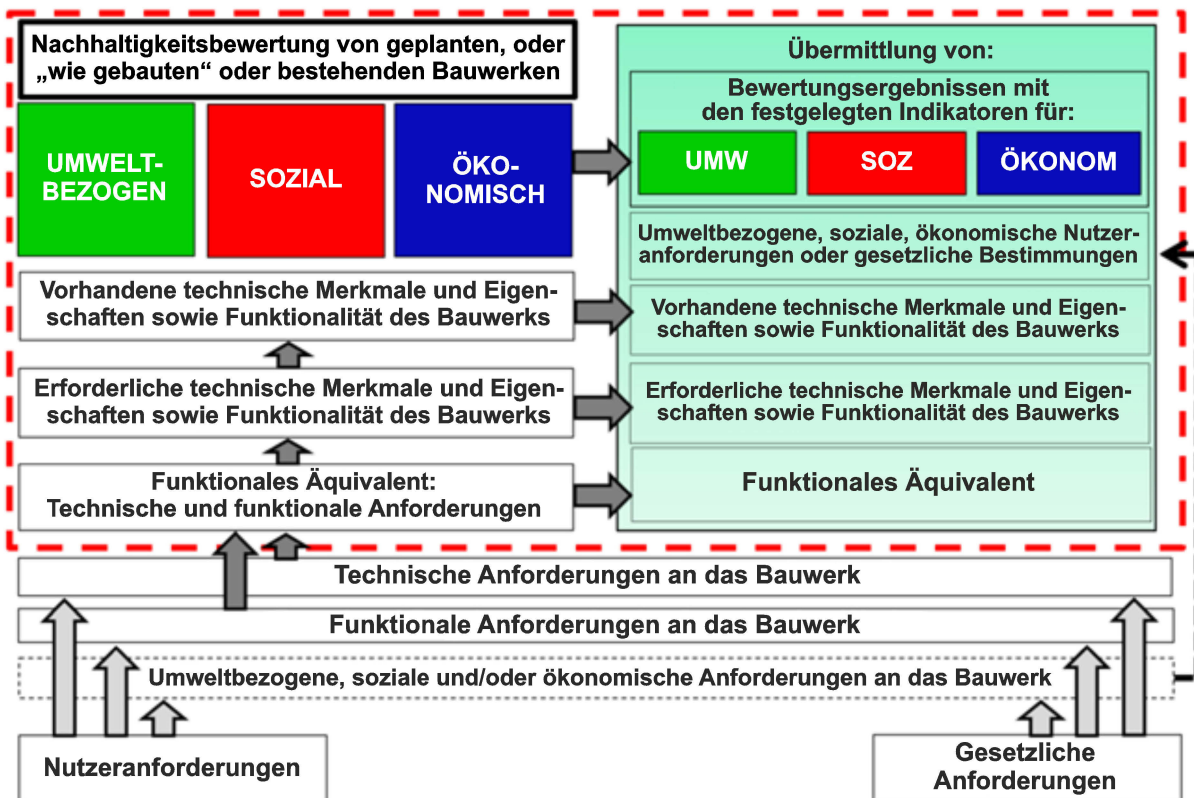 Nachhaltigkeitsbewertung von geplanten, oder
„wie gebauten“ oder bestehenden Bauwerken
UMWELT-
BEZOGEN
SOZIAL
ÖKO-
NOMISCH
Vorhandene technische Merkmale und Eigen-
schaften sowie Funktionalität des Bauwerks
Erforderliche technische Merkmale und Eigen-
schaften sowie Funktionalität des Bauwerks
Funktionales Äquivalent:
Technische und funktionale Anforderungen
Übermittlung von:
Bewertungsergebnissen mit
den festgelegten Indikatoren für:
UMW
SOZ
ÖKONOM
Umweltbezogene, soziale, ökonomische Nutzer-
anforderungen oder gesetzliche Bestimmungen
Vorhandene technische Merkmale und Eigen-
schaften sowie Funktionalität des Bauwerks
Erforderliche technische Merkmale und Eigen-
schaften sowie Funktionalität des Bauwerks
Funktionales Äquivalent
Technische Anforderungen an das Bauwerk
Funktionale Anforderungen an das Bauwerk
Umweltbezogene, soziale und/oder ökonomische Anforderungen an das Bauwerk
Nutzeranforderungen
Gesetzliche
Anforderungen